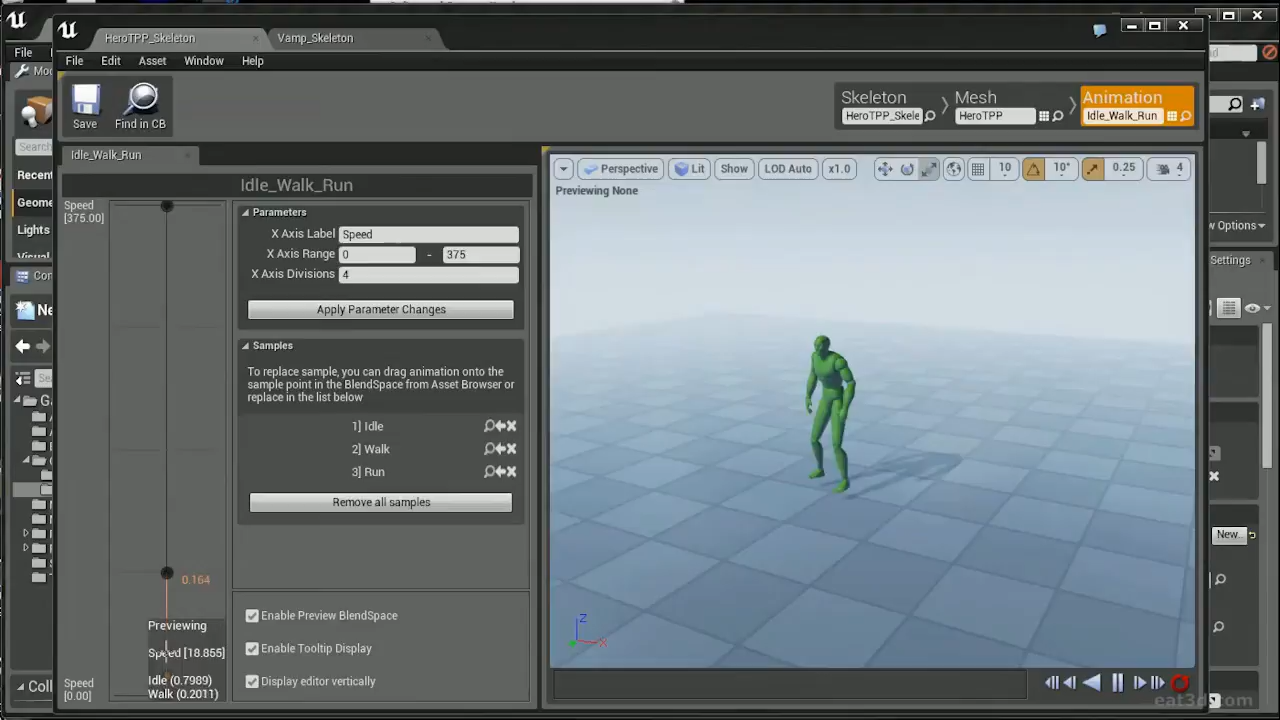 HeroTPP_Skeleton
Vamp_Skeleton
File
File Edit Asset Window Help
Mo
Save
Find in CB
Skeleton
HeroTPP_Skele
Mesh
HeroTPP
Animation
Idle_Walk_Run
Idle_Walk_Run
Idle_Walk_Run
Speed
[375.00]
Parameters
X Axis Label Speed
X Axis Range 0 - 375
X Axis Divisions 4
Apply Parameter Changes
Samples
To replace sample, you can drag animation onto the
sample point in the BlendSpace from Asset Browser or
replace in the list below
1] Idle
2] Walk
3] Run
Remove all samples
0.164
Previewing
Speed [18.855]
Idle (0.7989)
Walk (0.2011)
Speed
[0.00]
Enable Preview BlendSpace
Enable Tooltip Display
Display editor vertically
Perspective Lit Show LOD Auto x1.0 10 10° 0.25 4
Previewing None
Z
X
Recent
Geome
Lights
Visual
Con
Ne
Sea
Ga
Coll
Options
Settings
New...
eat3d.com